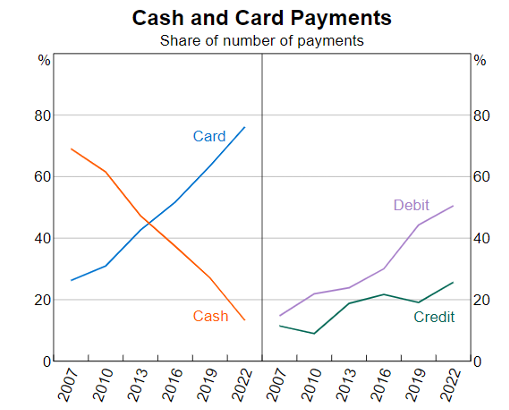 Cash and Card Payments
Share of number of payments
% %
80 80
60 60
40 40
20 20
0 0
Card
Cash
Debit
Credit
2007 2010 2013 2016 2019 2022 2007 2010 2013 2016 2019 2022